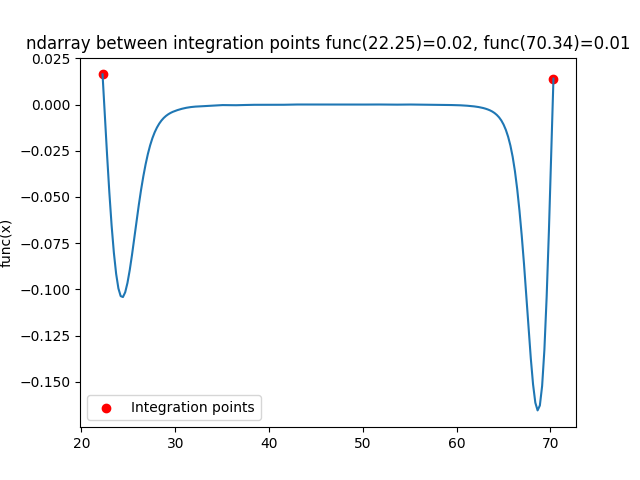 ndarray between integration points func(22.25)=0.02, func(70.34)=0.01
0.025
0.000
−0.025
−0.050
−0.075
−0.100
−0.125
−0.150
func(x)
Integration points
20 30 40 50 60 70